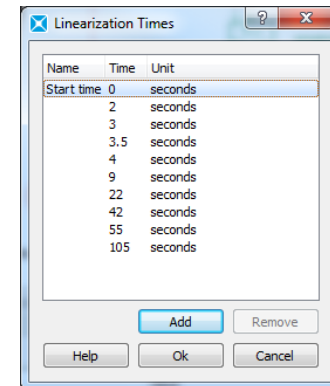 Linearization Times
Name Time Unit
Start time 0 seconds
2 seconds
3 seconds
3.5 seconds
4 seconds
9 seconds
22 seconds
42 seconds
55 seconds
105 seconds
Add Remove
Help Ok Cancel